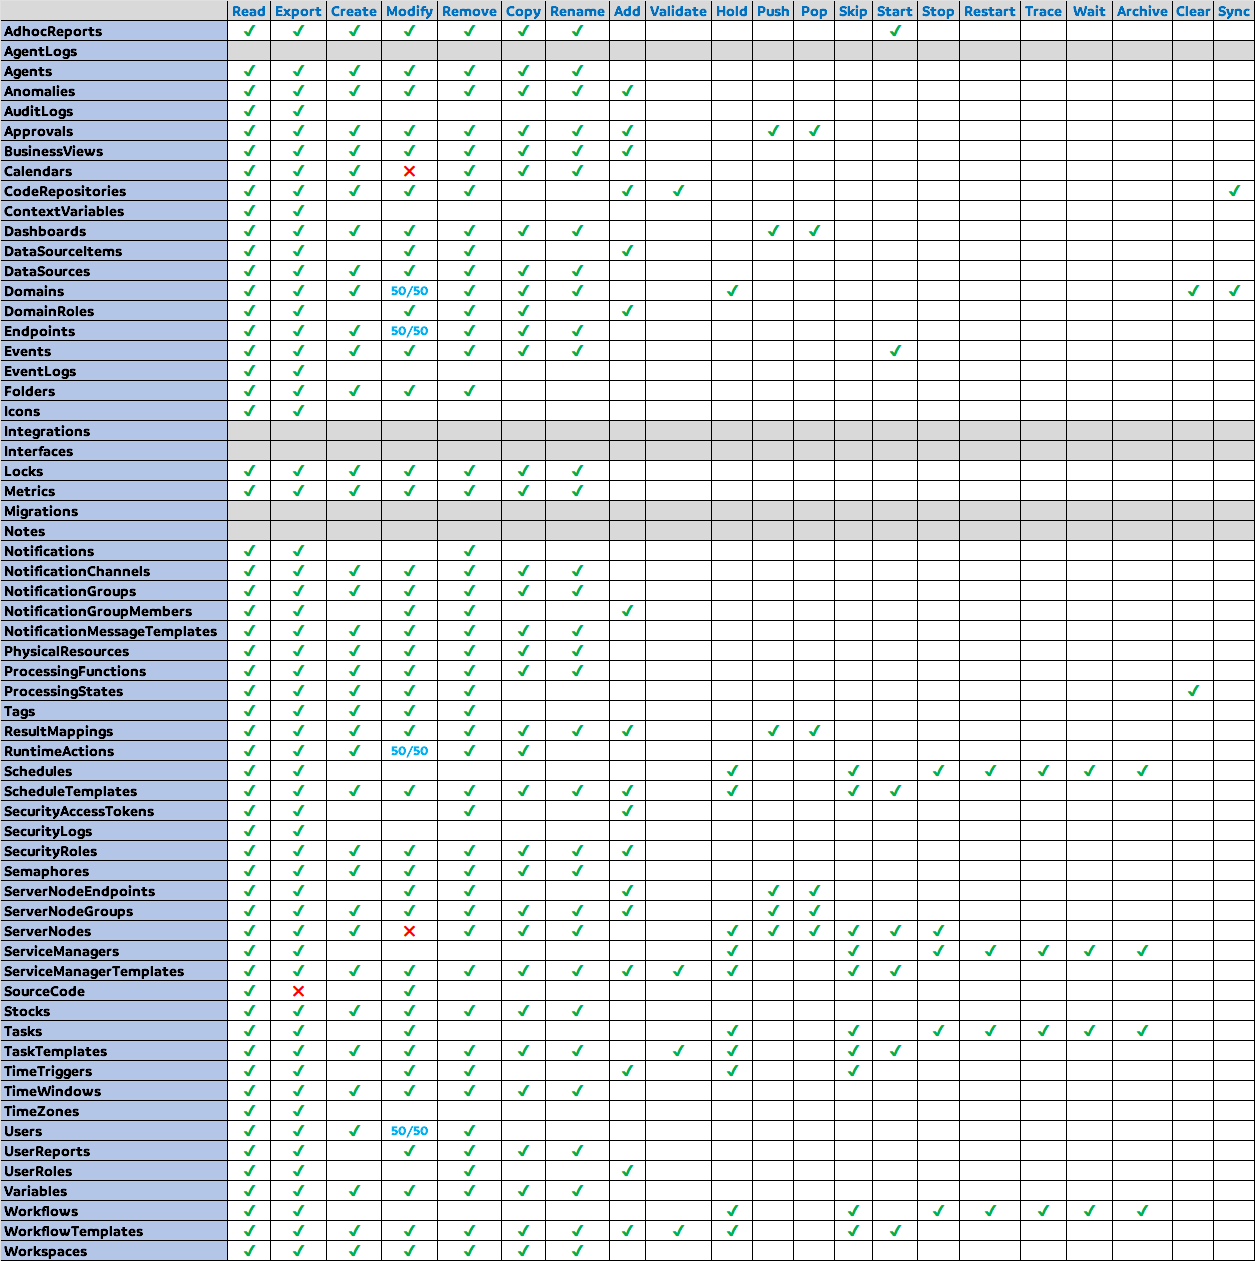 Read Export Create Modify Remove Copy Rename Add Validate Hold Push Pop Skip Start Stop Restart Trace Wait Archive Clear Sync
AdhocReports ✔ ✔ ✔ ✔ ✔ ✔ ✔ ✔
AgentLogs
Agents ✔ ✔ ✔ ✔ ✔ ✔ ✔
Anomalies ✔ ✔ ✔ ✔ ✔ ✔ ✔ ✔
AuditLogs ✔ ✔
Approvals ✔ ✔ ✔ ✔ ✔ ✔ ✔ ✔ ✔ ✔
BusinessViews ✔ ✔ ✔ ✔ ✔ ✔ ✔ ✔
Calendars ✔ ✔ ✔ ✕ ✔ ✔ ✔
CodeRepositories ✔ ✔ ✔ ✔ ✔ ✔ ✔ ✔
ContextVariables ✔ ✔
Dashboards ✔ ✔ ✔ ✔ ✔ ✔ ✔ ✔ ✔
DataSourceItems ✔ ✔ ✔ ✔ ✔
DataSources ✔ ✔ ✔ ✔ ✔ ✔ ✔
Domains ✔ ✔ ✔ 50/50 ✔ ✔ ✔ ✔ ✔ ✔
DomainRoles ✔ ✔ ✔ ✔ ✔ ✔
Endpoints ✔ ✔ ✔ 50/50 ✔ ✔ ✔
Events ✔ ✔ ✔ ✔ ✔ ✔ ✔ ✔
EventLogs ✔ ✔
Folders ✔ ✔ ✔ ✔ ✔
Icons ✔ ✔
Integrations
Interfaces
Locks ✔ ✔ ✔ ✔ ✔ ✔ ✔
Metrics ✔ ✔ ✔ ✔ ✔ ✔ ✔
Migrations
Notes
Notifications ✔ ✔ ✔
NotificationChannels ✔ ✔ ✔ ✔ ✔ ✔ ✔
NotificationGroups ✔ ✔ ✔ ✔ ✔ ✔ ✔
NotificationGroupMembers ✔ ✔ ✔ ✔ ✔
NotificationMessageTemplates ✔ ✔ ✔ ✔ ✔ ✔ ✔
PhysicalResources ✔ ✔ ✔ ✔ ✔ ✔ ✔
ProcessingFunctions ✔ ✔ ✔ ✔ ✔ ✔ ✔
ProcessingStates ✔ ✔ ✔ ✔ ✔ ✔
Tags ✔ ✔ ✔ ✔ ✔
ResultMappings ✔ ✔ ✔ ✔ ✔ ✔ ✔ ✔ ✔ ✔
RuntimeActions ✔ ✔ ✔ 50/50 ✔ ✔
Schedules ✔ ✔ ✔ ✔ ✔ ✔ ✔ ✔ ✔
ScheduleTemplates ✔ ✔ ✔ ✔ ✔ ✔ ✔ ✔ ✔ ✔ ✔
SecurityAccessTokens ✔ ✔ ✔ ✔
SecurityLogs ✔ ✔
SecurityRoles ✔ ✔ ✔ ✔ ✔ ✔ ✔ ✔
Semaphores ✔ ✔ ✔ ✔ ✔ ✔ ✔
ServerNodeEndpoints ✔ ✔ ✔ ✔ ✔ ✔ ✔
ServerNodeGroups ✔ ✔ ✔ ✔ ✔ ✔ ✔ ✔ ✔ ✔
ServerNodes ✔ ✔ ✔ ✕ ✔ ✔ ✔ ✔ ✔ ✔ ✔ ✔ ✔
ServiceManagers ✔ ✔ ✔ ✔ ✔ ✔ ✔ ✔ ✔
ServiceManagerTemplates ✔ ✔ ✔ ✔ ✔ ✔ ✔ ✔ ✔ ✔ ✔ ✔
SourceCode ✔ ✕ ✔
Stocks ✔ ✔ ✔ ✔ ✔ ✔ ✔
Tasks ✔ ✔ ✔ ✔ ✔ ✔ ✔ ✔ ✔ ✔
TaskTemplates ✔ ✔ ✔ ✔ ✔ ✔ ✔ ✔ ✔ ✔ ✔
TimeTriggers ✔ ✔ ✔ ✔ ✔ ✔ ✔
TimeWindows ✔ ✔ ✔ ✔ ✔ ✔ ✔
TimeZones ✔ ✔
Users ✔ ✔ ✔ 50/50 ✔
UserReports ✔ ✔ ✔ ✔ ✔ ✔
UserRoles ✔ ✔ ✔ ✔
Variables ✔ ✔ ✔ ✔ ✔ ✔ ✔
Workflows ✔ ✔ ✔ ✔ ✔ ✔ ✔ ✔ ✔
WorkflowTemplates ✔ ✔ ✔ ✔ ✔ ✔ ✔ ✔ ✔ ✔ ✔ ✔
Workspaces ✔ ✔ ✔ ✔ ✔ ✔ ✔